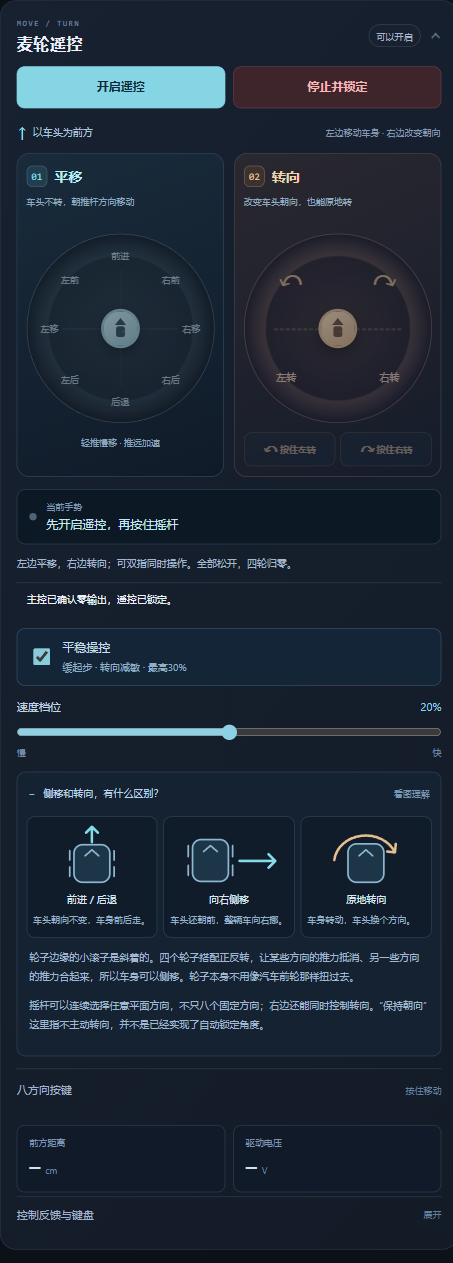 MOVE / TURN
麦轮遥控
可以开启
开启遥控
停止并锁定
↑ 以车头为前方
左边移动车身 · 右边改变朝向
01 平移
车头不转，朝推杆方向移动
前进
左前
右前
左移
右移
左后
右后
后退
轻推慢移 · 推远加速
02 转向
改变车头朝向，也能原地转
左转
右转
按住左转
按住右转
当前手势
先开启遥控，再按住摇杆
左边平移，右边转向；可双指同时操作。全部松开，四轮归零。
主控已确认零输出，遥控已锁定。
平稳操控
缓起步 · 转向减敏 · 最高30%
速度档位
20%
慢
快
− 侧移和转向，有什么区别？
看图理解
前进 / 后退
车头朝向不变，车身前后走。
向右侧移
车头还朝前，整辆车向右挪。
原地转向
车身转动，车头换个方向。
轮子边缘的小滚子是斜着的。四个轮子搭配正反转，让某些方向的推力抵消、另一些方向
的推力合起来，所以车身可以侧移。轮子本身不用像汽车前轮那样扭过去。
摇杆可以连续选择任意平面方向，不只八个固定方向；右边还能同时控制转向。“保持朝向”
这里指不主动转向，并不是已经实现了自动锁定角度。
八方向按键
按住移动
前方距离
— cm
驱动电压
— V
控制反馈与键盘
展开